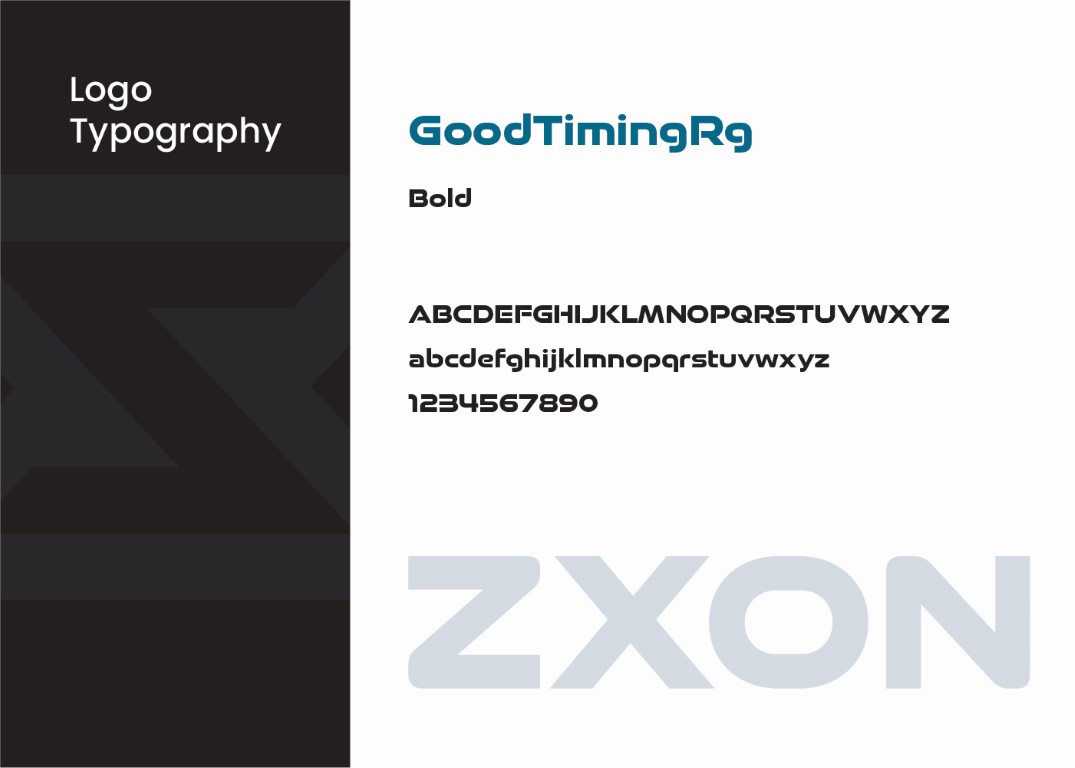 Logo
Typography
GoodTimingRg
Bold
ABCDEFGHIJKLMNOPQRSTUVWXYZ
abcdefghijklmnopqrstuvwxyz
1234567890
ZXON